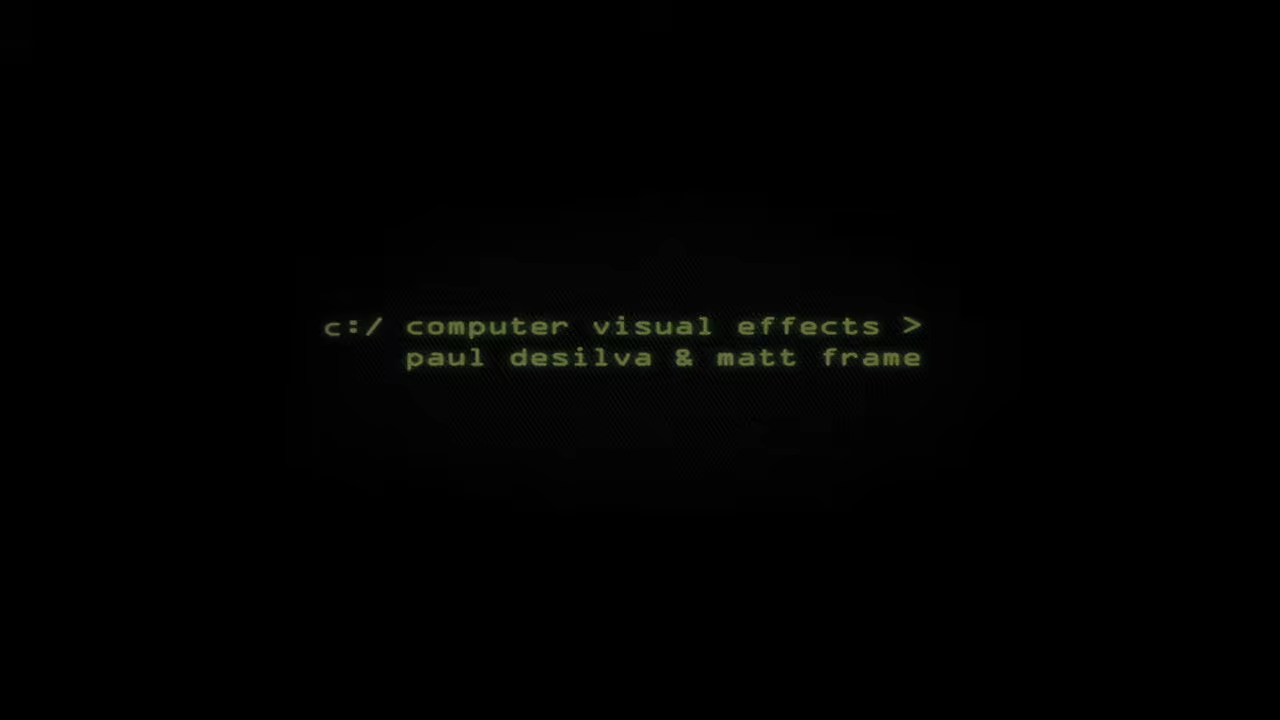 c:/ computer visual effects >
paul desilva & matt frame